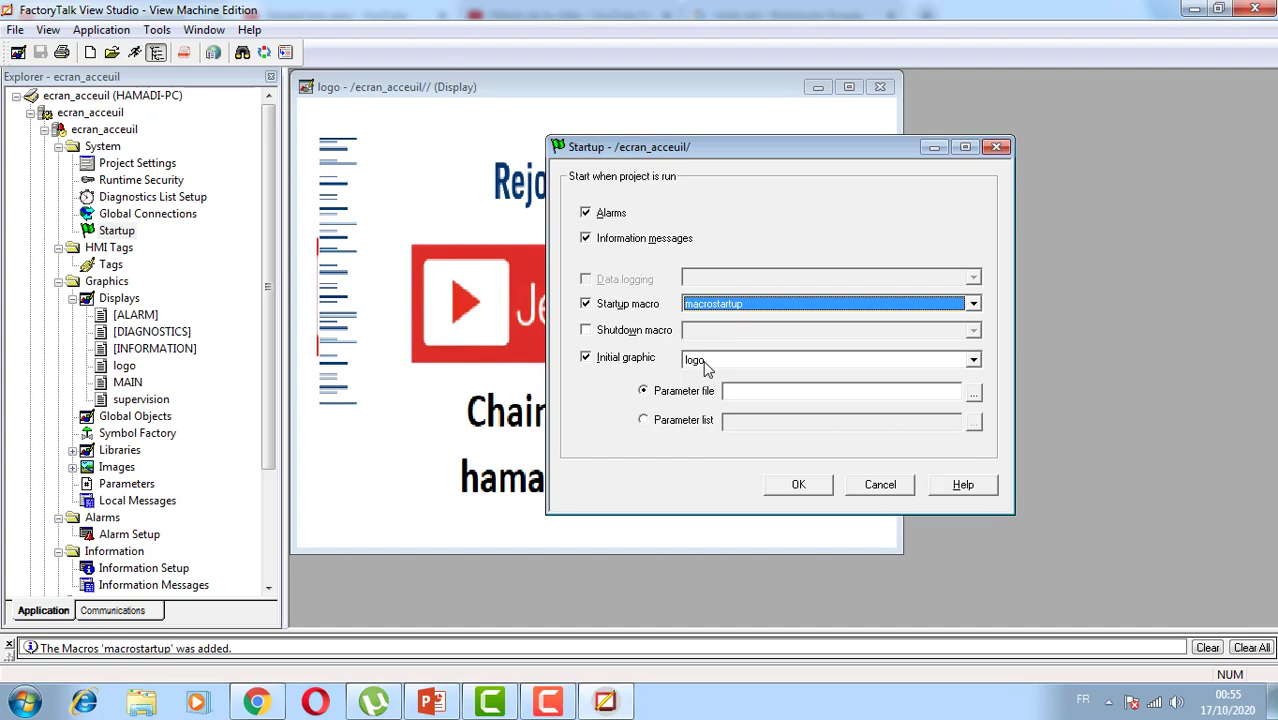 FactoryTalk View Studio - View Machine Edition
File View Application Tools Window Help
Explorer - ecran_acceuil
ecran_acceuil (HAMADI-PC)
ecran_acceuil
ecran_acceuil
System
Project Settings
Runtime Security
Diagnostics List Setup
Global Connections
Startup
HMI Tags
Tags
Graphics
Displays
[ALARM]
[DIAGNOSTICS]
[INFORMATION]
logo
MAIN
supervision
Global Objects
Symbol Factory
Libraries
Images
Parameters
Local Messages
Alarms
Alarm Setup
Information
Information Setup
Information Messages
Application Communications
logo - /ecran_acceuil// (Display)
Rejo
Je
Chain
hama
Startup - /ecran_acceuil/
Start when project is run
Alarms
Information messages
Data logging
Startup macro macrostartup
Shutdown macro
Initial graphic logo
Parameter file ...
Parameter list ...
OK Cancel Help
The Macros 'macrostartup' was added.
Clear Clear All
NUM
FR
00:55
17/10/2020